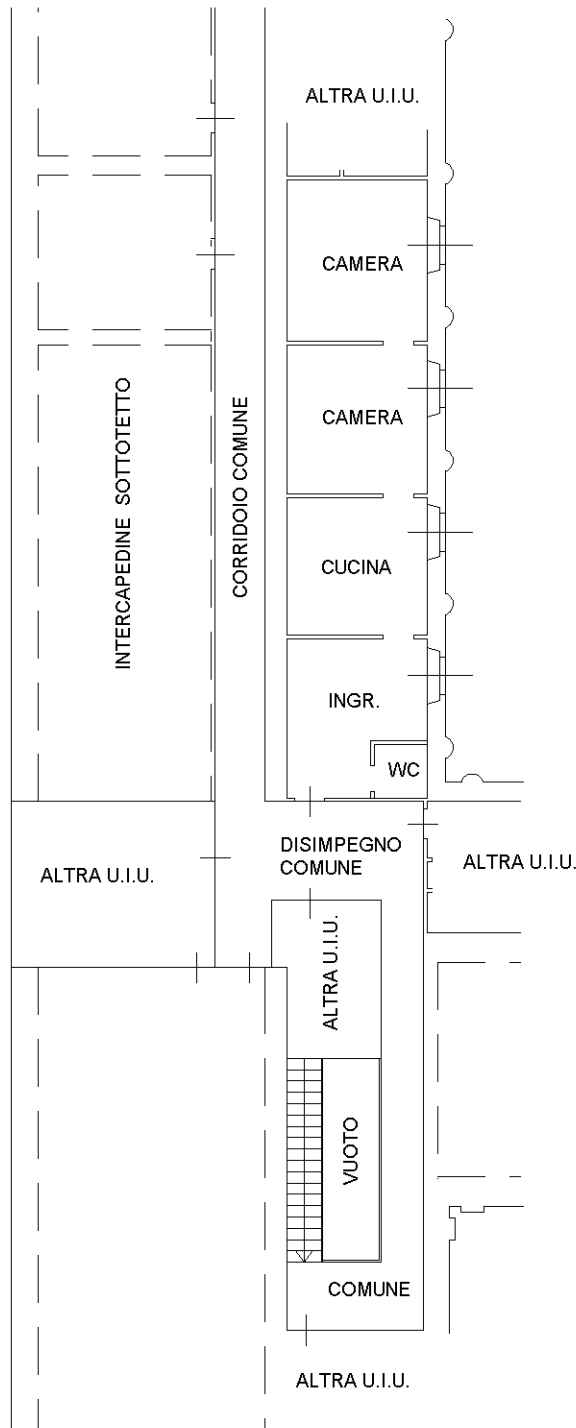 ALTRA U.I.U.
CAMERA
CAMERA
INTERCAPEDINE SOTTOTETTO
CORRIDOIO COMUNE
CUCINA
INGR.
WC
DISIMPEGNO
COMUNE
ALTRA U.I.U.
ALTRA U.I.U.
ALTRA U.I.U.
VUOTO
COMUNE
ALTRA U.I.U.